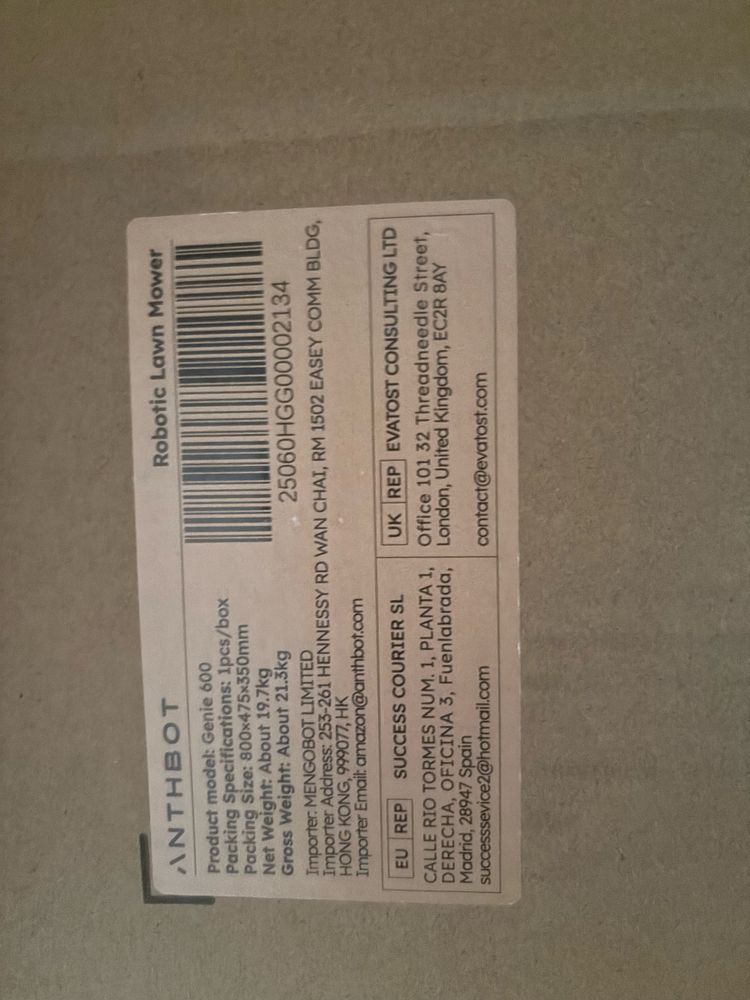 ANTHBOT
Robotic Lawn Mower
Product model: Genie 600
Packing Specifications: 1pcs/box
Packing Size: 800×475×350mm
Net Weight: About 19.7kg
Gross Weight: About 21.3kg
25060HGG00002134
Importer: MENGOBOT LIMITED
Importer Address: 253-261 HENNESSY RD WAN CHAI, RM 1502 EASEY COMM BLDG,
HONG KONG, 999077, HK
Importer Email: amazon@anthbot.com
EU REP SUCCESS COURIER SL
CALLE RIO TORMES NUM. 1, PLANTA 1,
DERECHA, OFICINA 3, Fuenlabrada,
Madrid, 28947 Spain
successsevice2@hotmail.com
UK REP EVATOST CONSULTING LTD
Office 101 32 Threadneedle Street,
London, United Kingdom, EC2R 8AY
contact@evatost.com